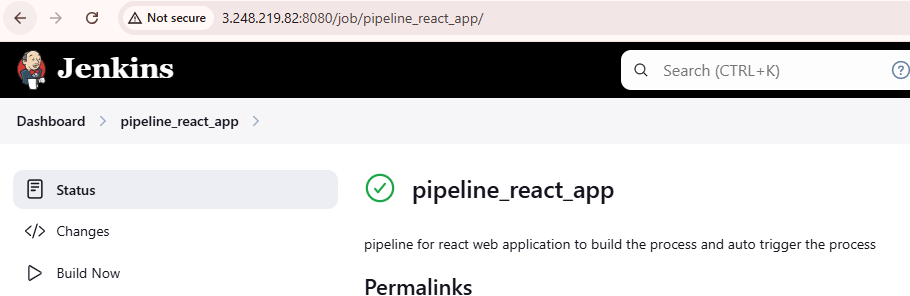 Not secure 3.248.219.82:8080/job/pipeline_react_app/
Jenkins
Search (CTRL+K)
?
Dashboard > pipeline_react_app >
Status
pipeline_react_app
Changes
pipeline for react web application to build the process and auto trigger the process
Build Now
Permalinks